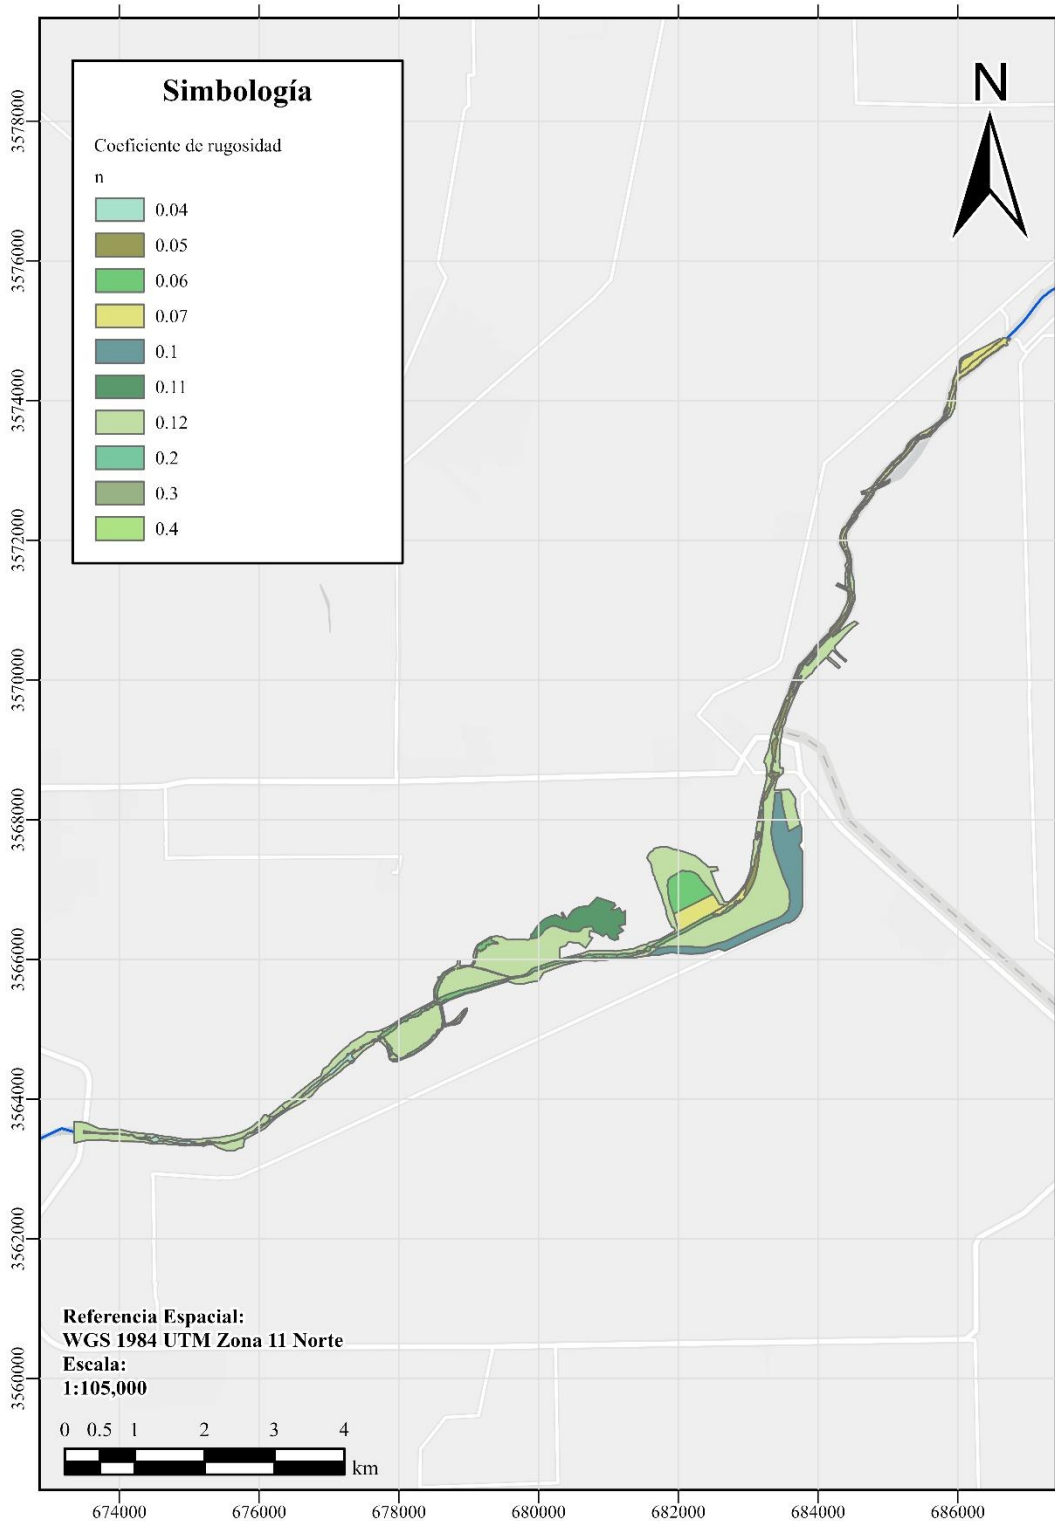 Simbología
Coeficiente de rugosidad
n
0.04
0.05
0.06
0.07
0.1
0.11
0.12
0.2
0.3
0.4
N
3578000
3576000
3574000
3572000
3570000
3568000
3566000
3564000
3562000
3560000
Referencia Espacial:
WGS 1984 UTM Zona 11 Norte
Escala:
1:105,000
0 0.5 1 2 3 4
km
674000 676000 678000 680000 682000 684000 686000